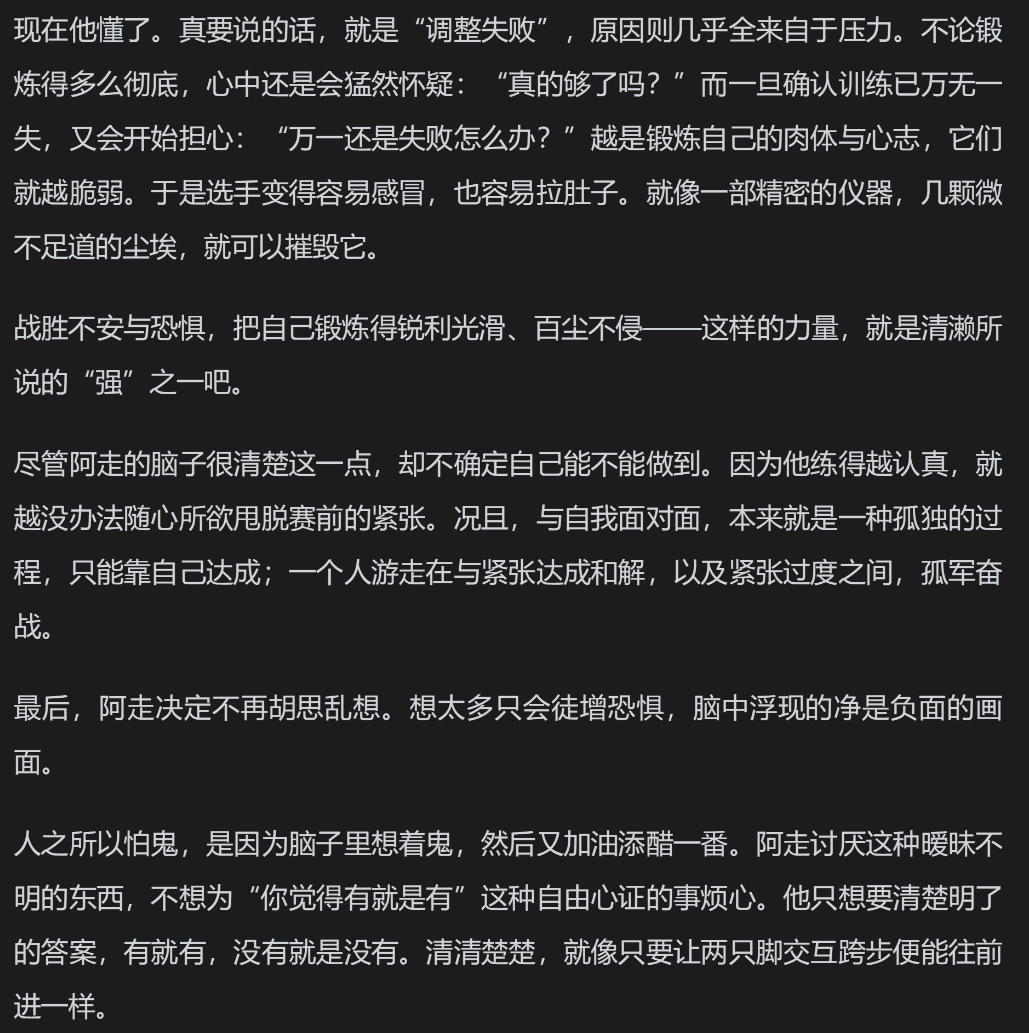 现在他懂了。真要说的话，就是“调整失败”，原因则几乎全来自于压力。不论锻
炼得多么彻底，心中还是会猛然怀疑：“真的够了吗？”而一旦确认训练已万无一
失，又会开始担心：“万一还是失败怎么办？”越是锻炼自己的肉体与心志，它们
就越脆弱。于是选手变得容易感冒，也容易拉肚子。就像一部精密的仪器，几颗微
不足道的尘埃，就可以摧毁它。
战胜不安与恐惧，把自己锻炼得锐利光滑、百尘不侵——这样的力量，就是清濑所
说的“强”之一吧。
尽管阿走的脑子很清楚这一点，却不确定自己能不能做到。因为他练得越认真，就
越没办法随心所欲甩脱赛前的紧张。况且，与自我面对面，本来就是一种孤独的过
程，只能靠自己达成；一个人游走在与紧张达成和解，以及紧张过度之间，孤军奋
战。
最后，阿走决定不再胡思乱想。想太多只会徒增恐惧，脑中浮现的净是负面的画
面。
人之所以怕鬼，是因为脑子里想着鬼，然后又加油添醋一番。阿走讨厌这种暧昧不
明的东西，不想为“你觉得有就是有”这种自由心证的事烦心。他只想要清楚明了
的答案，有就有，没有就是没有。清清楚楚，就像只要让两只脚交互跨步便能往前
进一样。